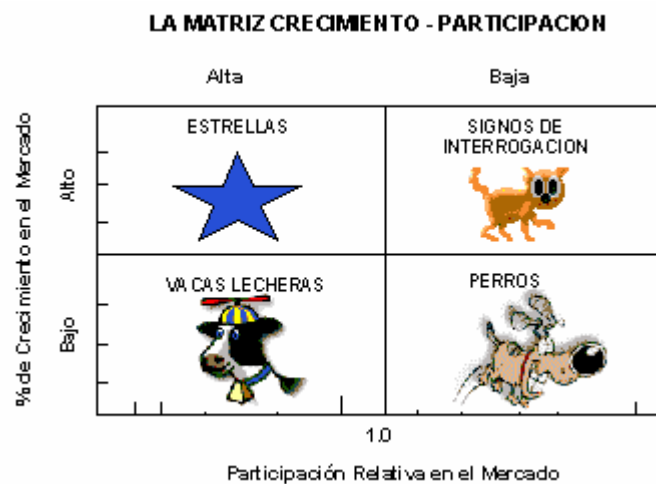 LA MATRIZ CRECIMIENTO - PARTICIPACION
Alta
Baja
% de Crecimiento en el Mercado
Alto
Bajo
ESTRELLAS
SIGNOS DE
INTERROGACION
VACAS LECHERAS
PERROS
1.0
Participación Relativa en el Mercado